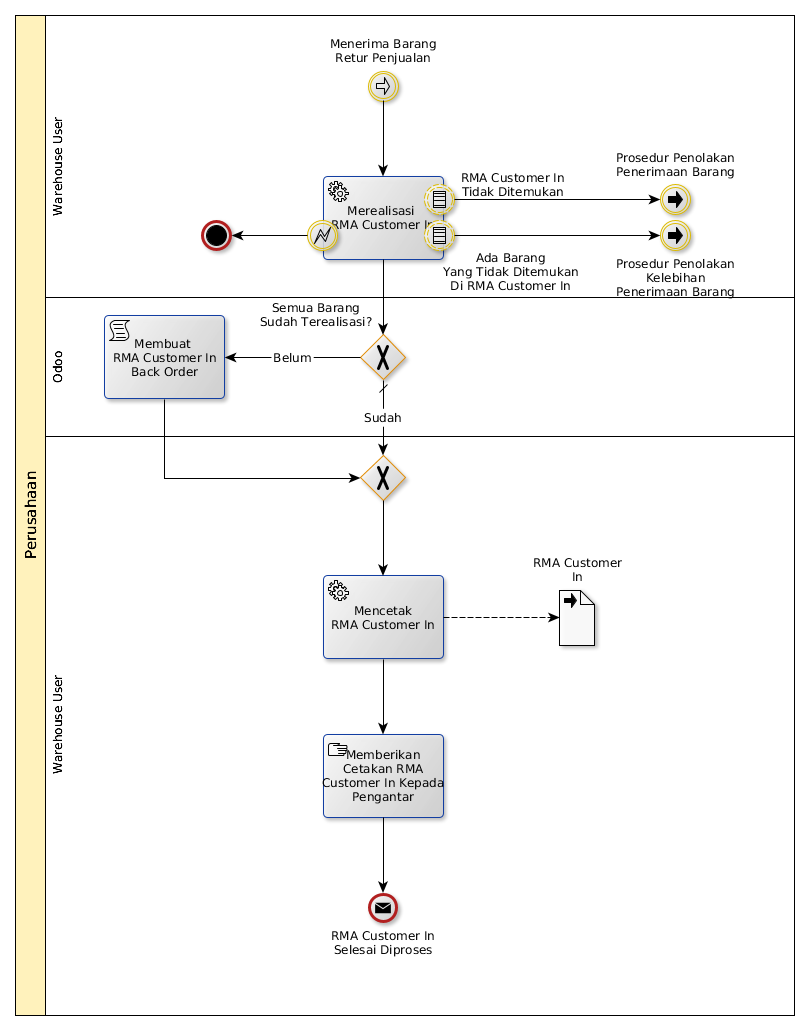 Perusahaan
Warehouse User
Menerima Barang
Retur Penjualan
Merealisasi
RMA Customer In
RMA Customer In
Tidak Ditemukan
Prosedur Penolakan
Penerimaan Barang
Ada Barang
Yang Tidak Ditemukan
Di RMA Customer In
Prosedur Penolakan
Kelebihan
Penerimaan Barang
Odoo
Semua Barang
Sudah Terealisasi?
Membuat
RMA Customer In
Back Order
Belum
Sudah
Warehouse User
Mencetak
RMA Customer In
RMA Customer
In
Memberikan
Cetakan RMA
Customer In Kepada
Pengantar
RMA Customer In
Selesai Diproses